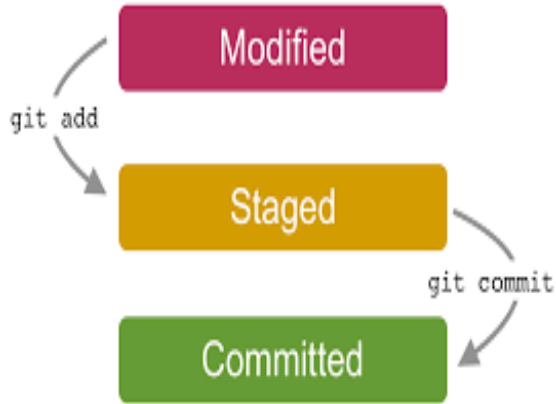 Modified
git add
Staged
git commit
Committed